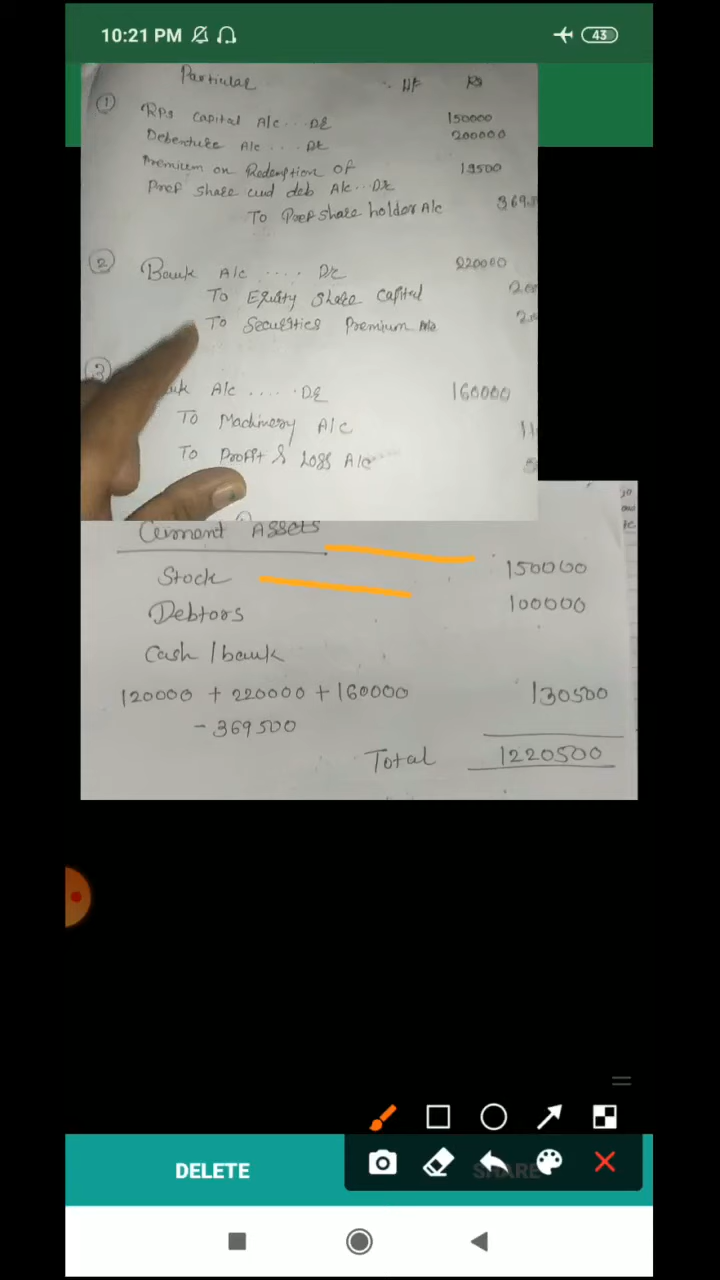 10:21 PM
43
Particular
Rs
①
RPS Capital A/c... Dr 150000
Debenture A/c .... Dr 200000
Premium on Redemption of 19500
Pref share and deb A/c... Dr
To Pref share holder A/c 369
②
Bank A/c .... Dr 220000
To Equity Share Capital
To Securities Premium A/c
③
A/c ..... Dr 160000
To Machinery A/c
To Profit & Loss A/c
Current Assets
Stock 150000
Debtors 100000
Cash / bank
120000 + 220000 + 160000 130500
- 369500
Total 1220500
DELETE
SHARE